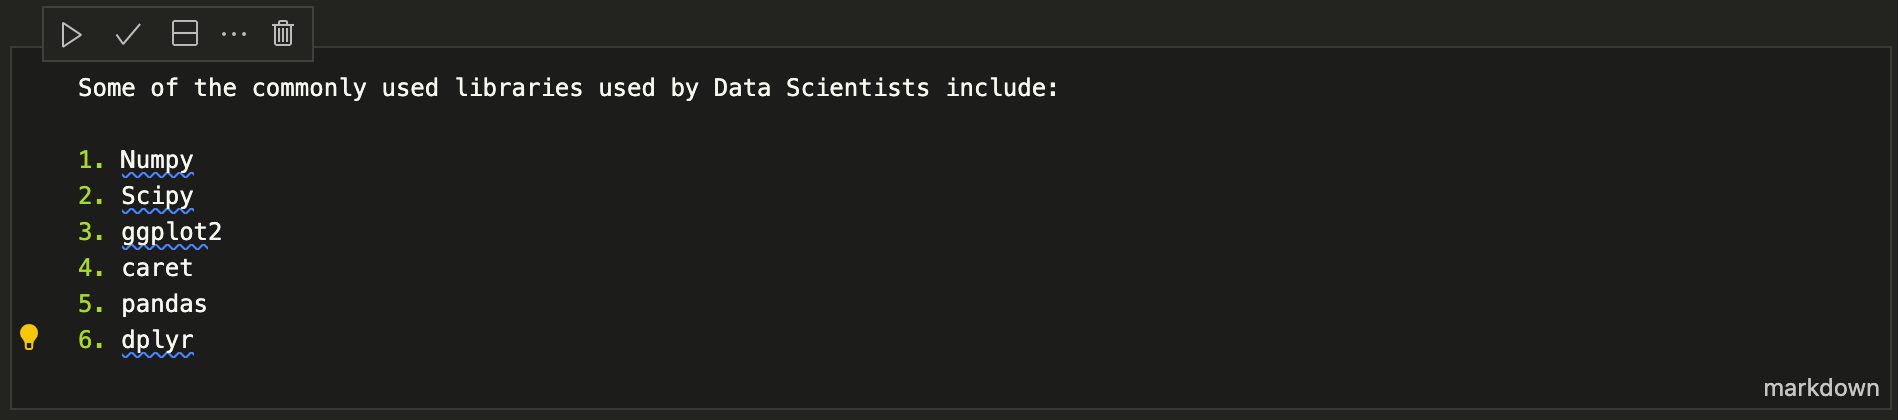 Some of the commonly used libraries used by Data Scientists include:
1. Numpy
2. Scipy
3. ggplot2
4. caret
5. pandas
6. dplyr
markdown